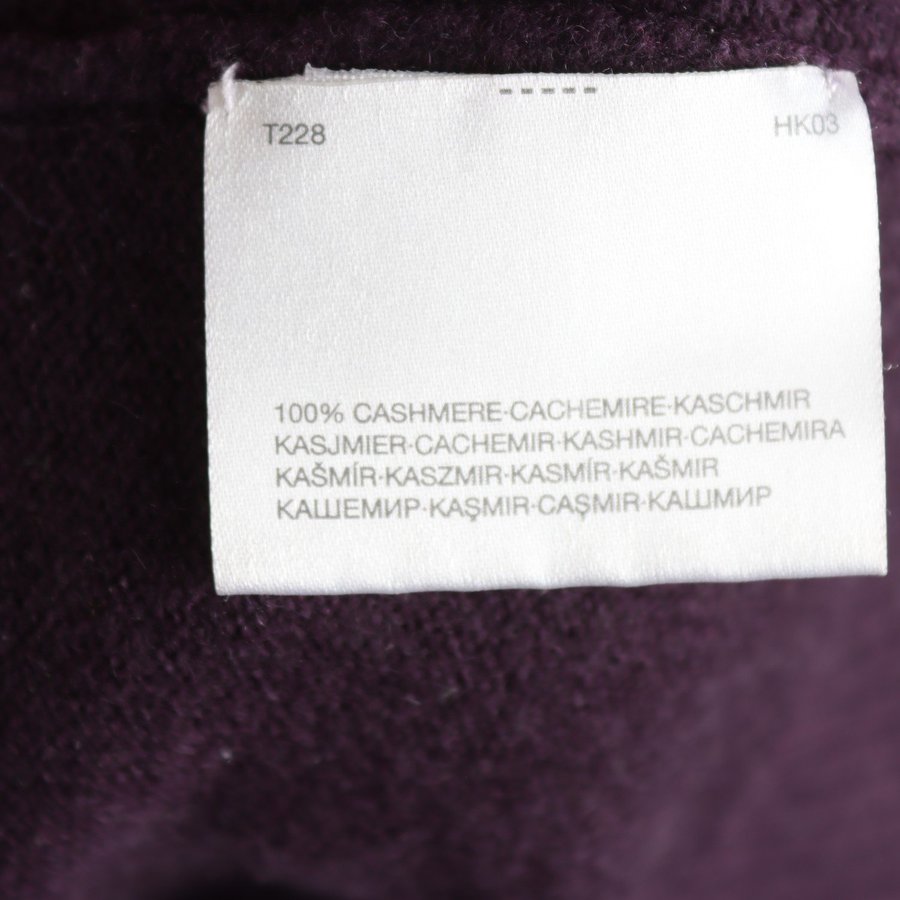 T228 HK03
100% CASHMERE·CACHEMIRE·KASCHMIR
KASJMIER·CACHEMIR·KASHMIR·CACHEMIRA
KAŠMÍR·KASZMIR·KASMÍR·KAŠMIR
КАШЕМИР·KAŞMIR·CAŞMIR·КАШМИР